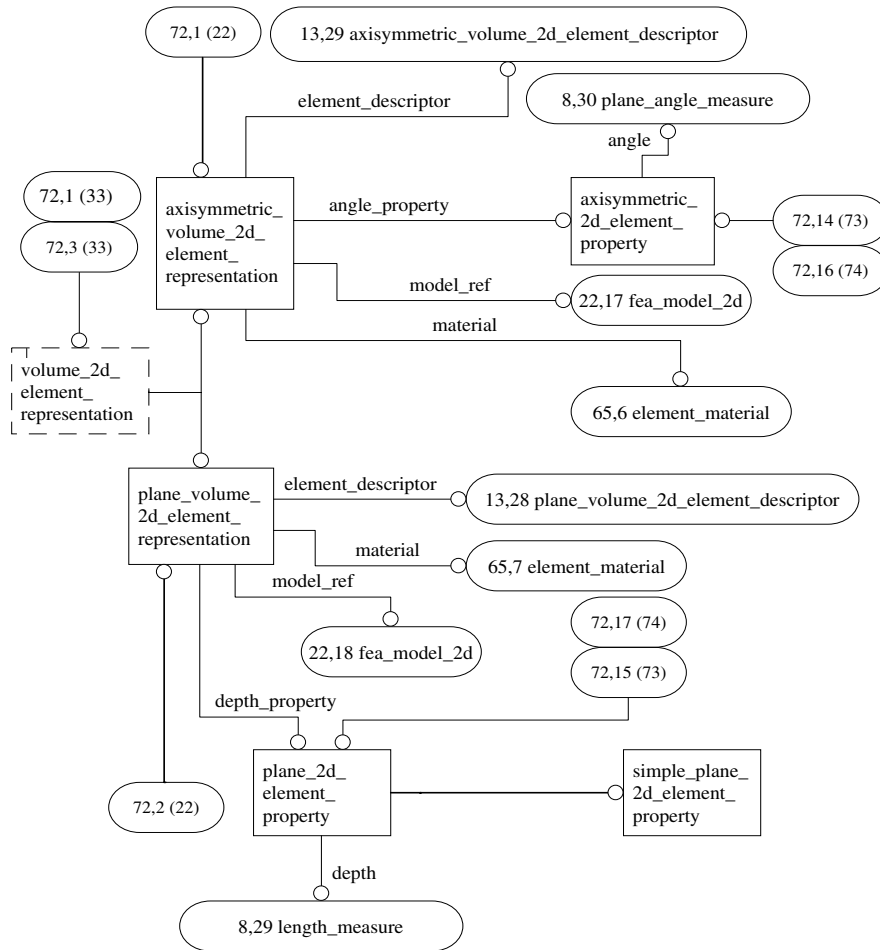 72,1 (22)
13,29 axisymmetric_volume_2d_element_descriptor
element_descriptor
8,30 plane_angle_measure
angle
72,1 (33)
72,3 (33)
axisymmetric_
volume_2d_
element_
representation
angle_property
axisymmetric_
2d_element_
property
72,14 (73)
72,16 (74)
model_ref
22,17 fea_model_2d
material
volume_2d_
element_
representation
65,6 element_material
plane_volume_
2d_element_
representation
element_descriptor
13,28 plane_volume_2d_element_descriptor
material
65,7 element_material
model_ref
22,18 fea_model_2d
72,17 (74)
72,15 (73)
depth_property
72,2 (22)
plane_2d_
element_
property
simple_plane_
2d_element_
property
depth
8,29 length_measure